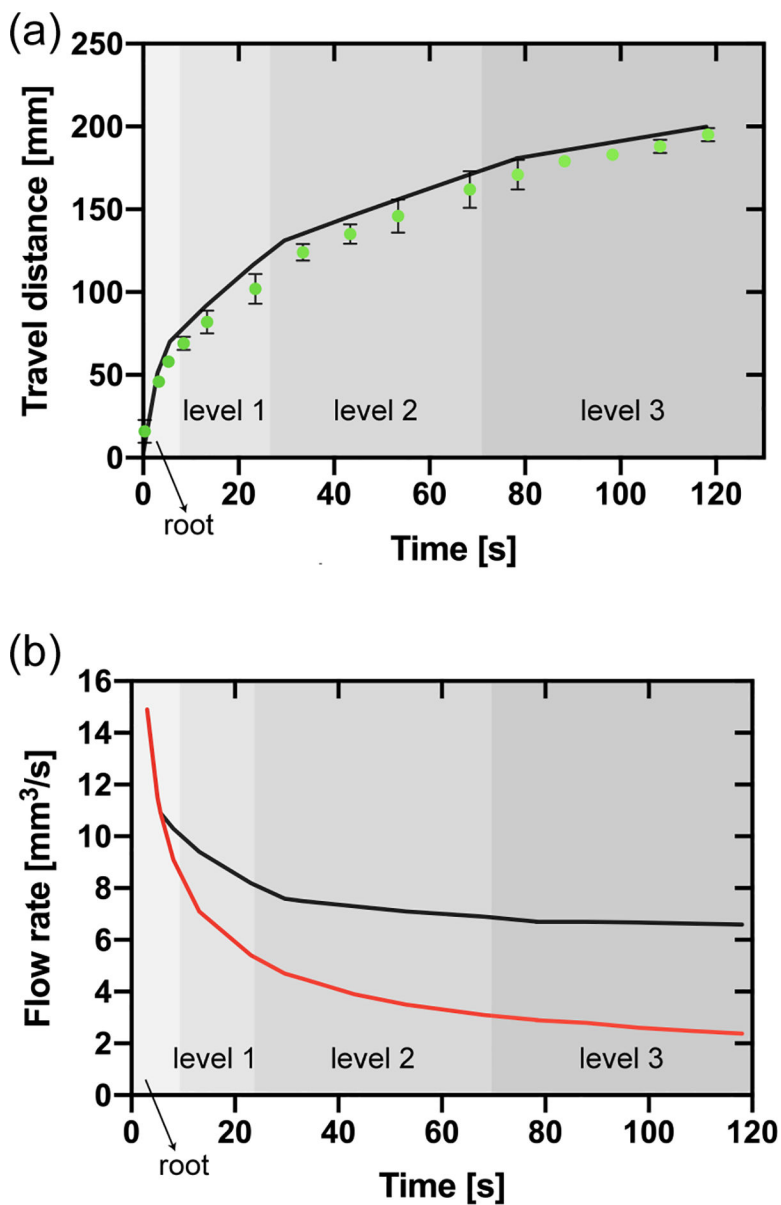 (a)
250
200
150
100
50
0
Travel distance [mm]
level 1
level 2
level 3
0 20 40 60 80 100 120
root
Time [s]
(b)
16
14
12
10
8
6
4
2
0
Flow rate [mm³/s]
level 1
level 2
level 3
0 20 40 60 80 100 120
root
Time [s]